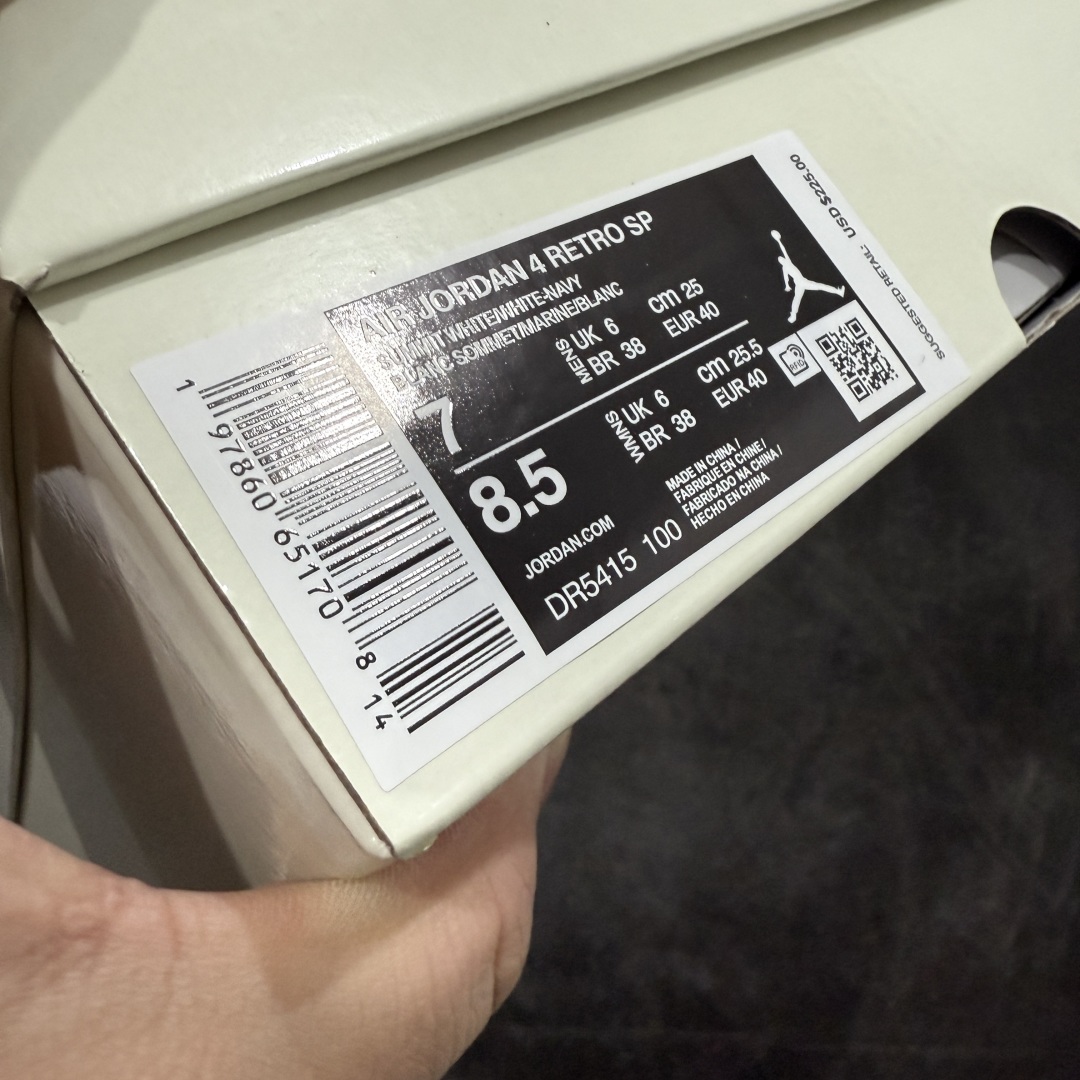 AIR JORDAN 4 RETRO SP
SUMMIT WHITE/WHITE-NAVY
BLANC SOMMET/MARINE/BLANC
7
MENS
UK 6
cm 25
BR 38
EUR 40
8.5
WMNS
UK 6
cm 25.5
BR 38
EUR 40
RFID
JORDAN.COM
MADE IN CHINA /
FABRIQUE EN CHINE /
FABRICADO NA CHINA /
HECHO EN CHINA
DR5415 100
SUGGESTED RETAIL: USD $225.00
1 97860 65170 8
14